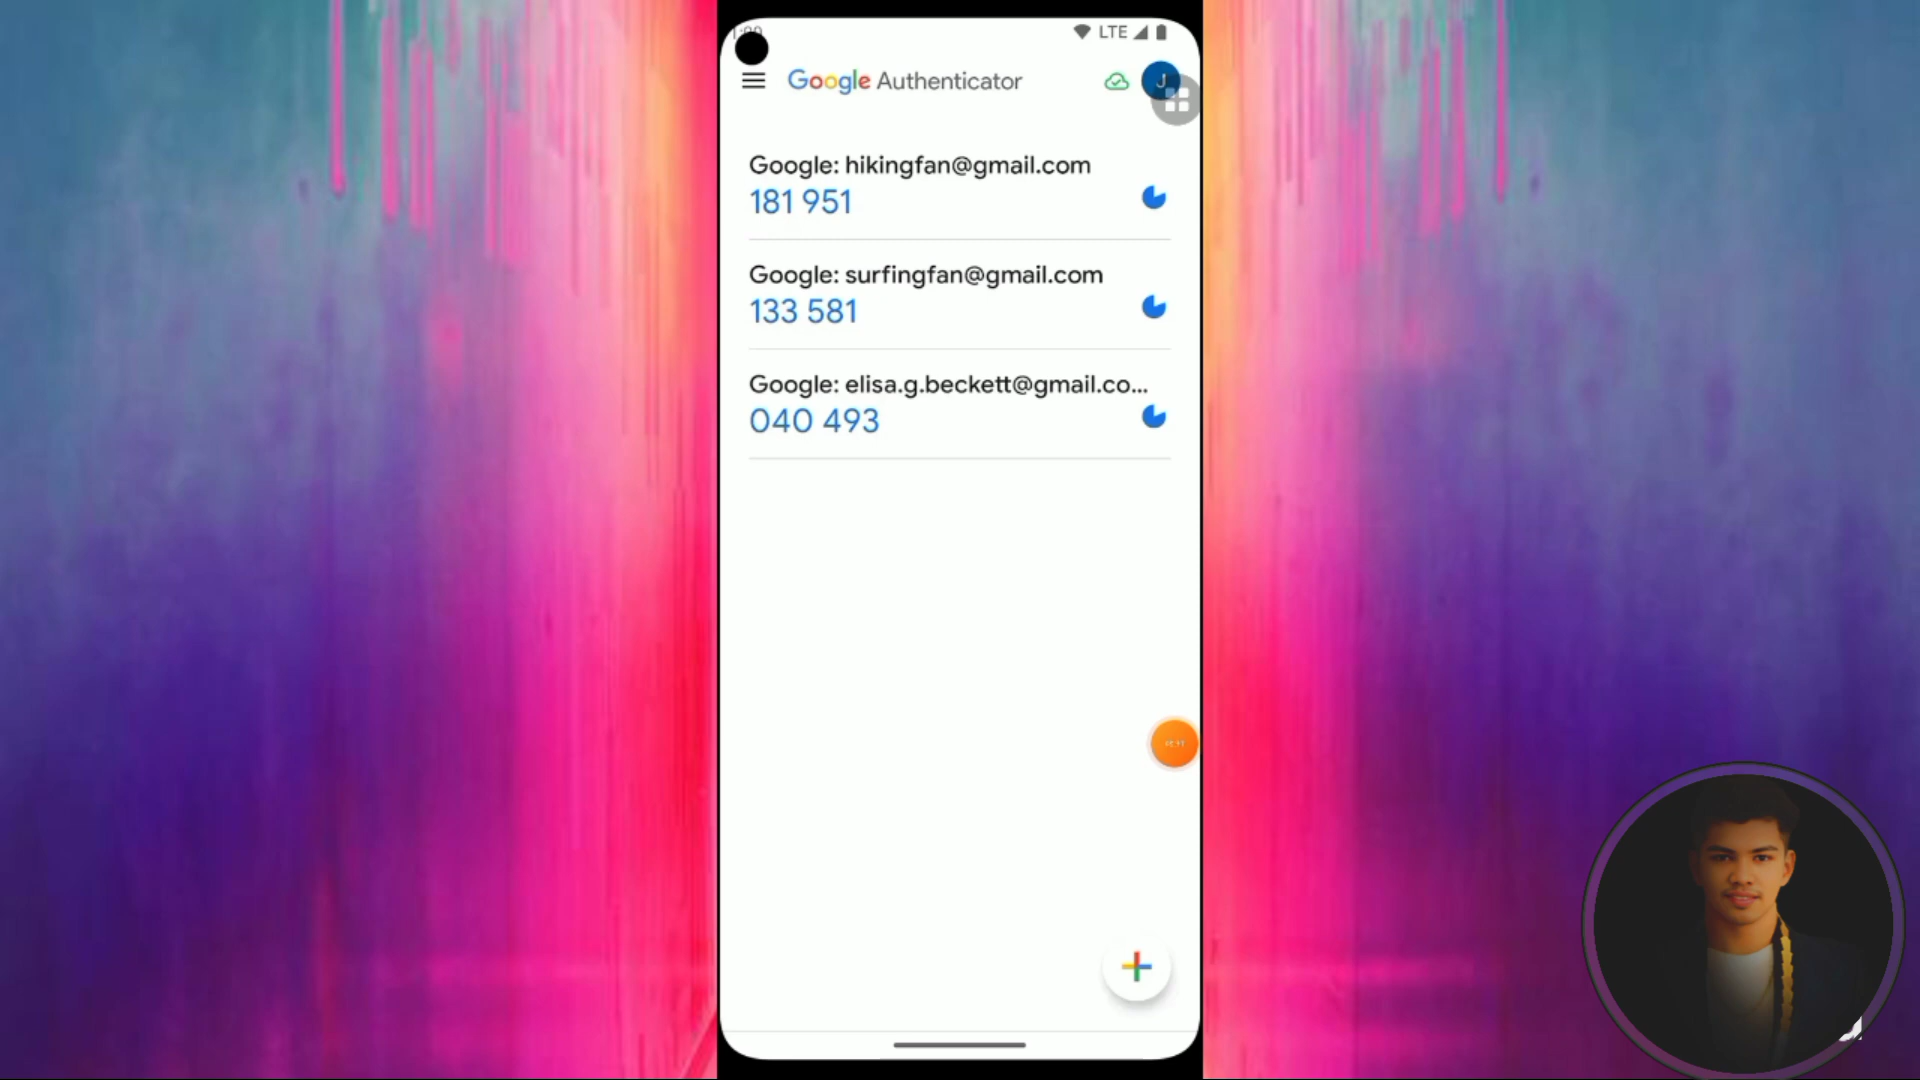 LTE
Google Authenticator
J
Google: hikingfan@gmail.com
181 951
Google: surfingfan@gmail.com
133 581
Google: elisa.g.beckett@gmail.co...
040 493